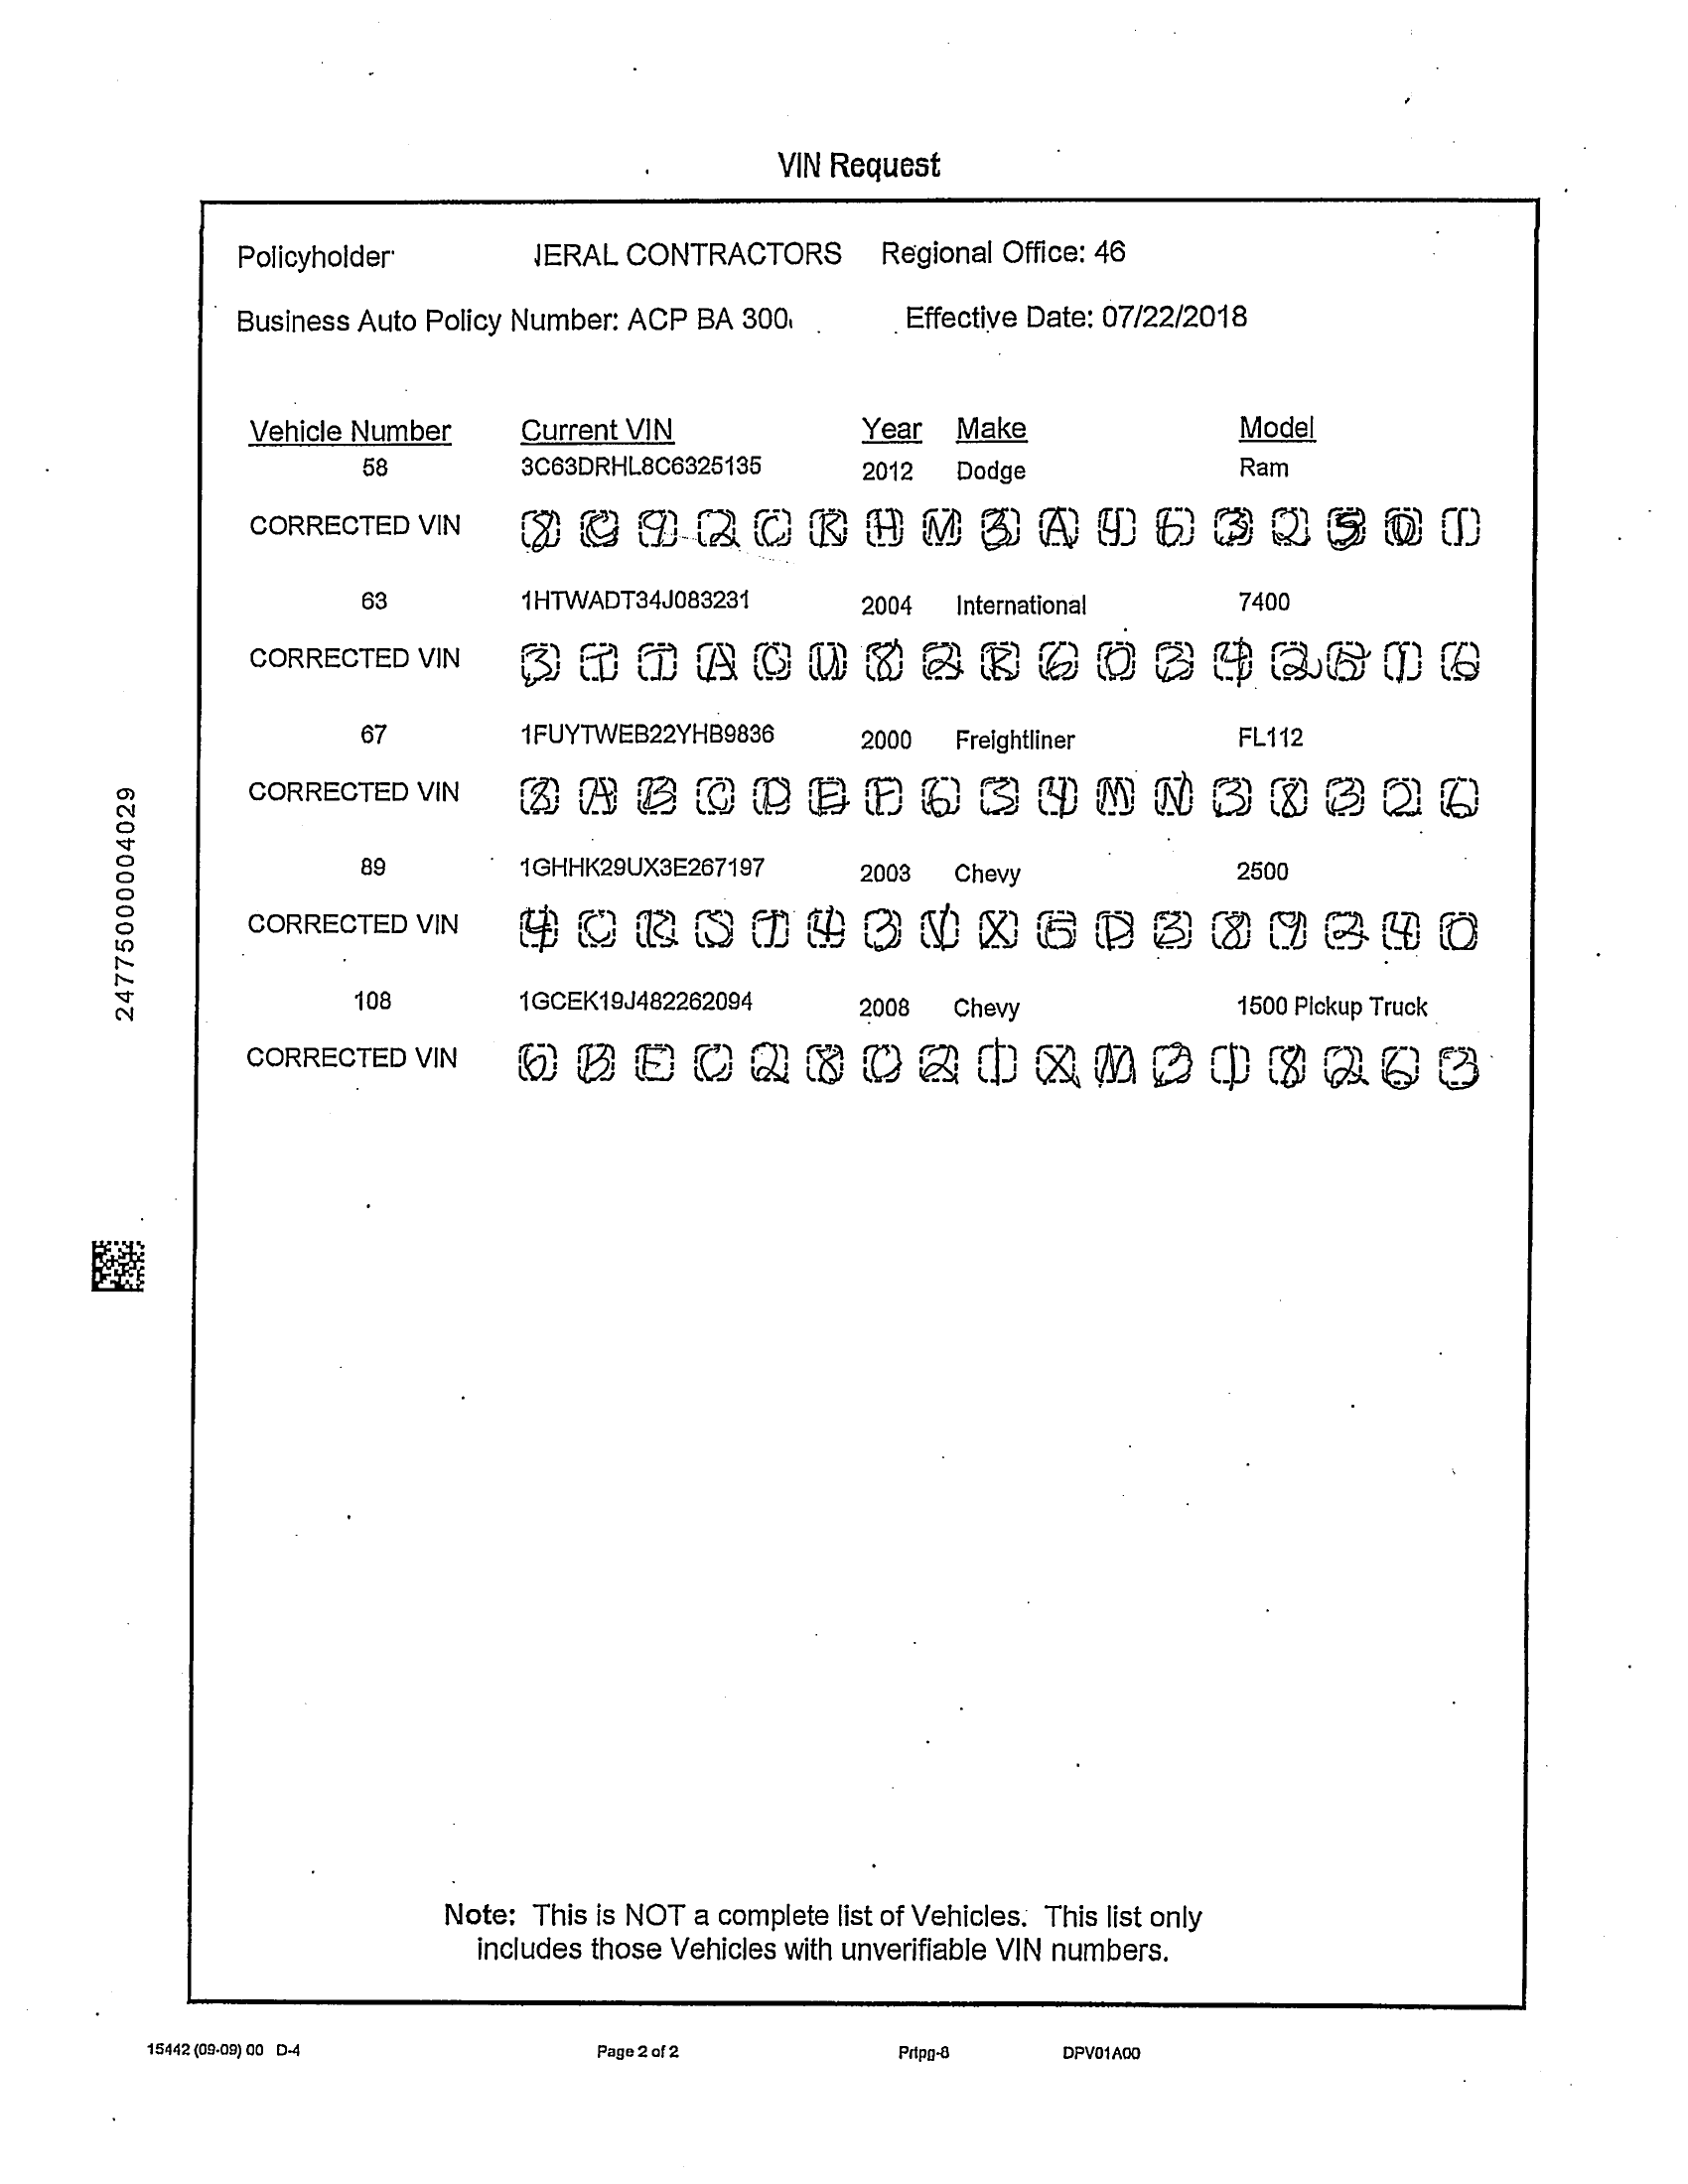 VIN Request
Policyholder JERAL CONTRACTORS Regional Office: 46
Business Auto Policy Number: ACP BA 300 Effective Date: 07/22/2018
Vehicle Number Current VIN Year Make Model
58 3C63DRHL8C6325135 2012 Dodge Ram
CORRECTED VIN 8 C 9 2 C R H M 3 A 4 6 3 2 5 0 1
63 1HTWADT34J083231 2004 International 7400
CORRECTED VIN 3 T T A C U 8 2 R 6 0 3 4 2 5 1 6
67 1FUYTWEB22YHB9836 2000 Freightliner FL112
CORRECTED VIN 2 A B C D E F 6 3 4 M N 3 8 3 2 6
89 1GHHK29UX3E267197 2003 Chevy 2500
CORRECTED VIN 4 C R S T 4 3 V X 5 D 3 8 9 2 4 0
108 1GCEK19J482262094 2008 Chevy 1500 Pickup Truck
CORRECTED VIN 6 B E C 2 8 C 2 1 X M 3 1 8 2 6 3
24775000004029
Note: This is NOT a complete list of Vehicles. This list only
includes those Vehicles with unverifiable VIN numbers.
15442 (09-09) 00 D-4 Page 2 of 2 Prtpg-8 DPV01A00